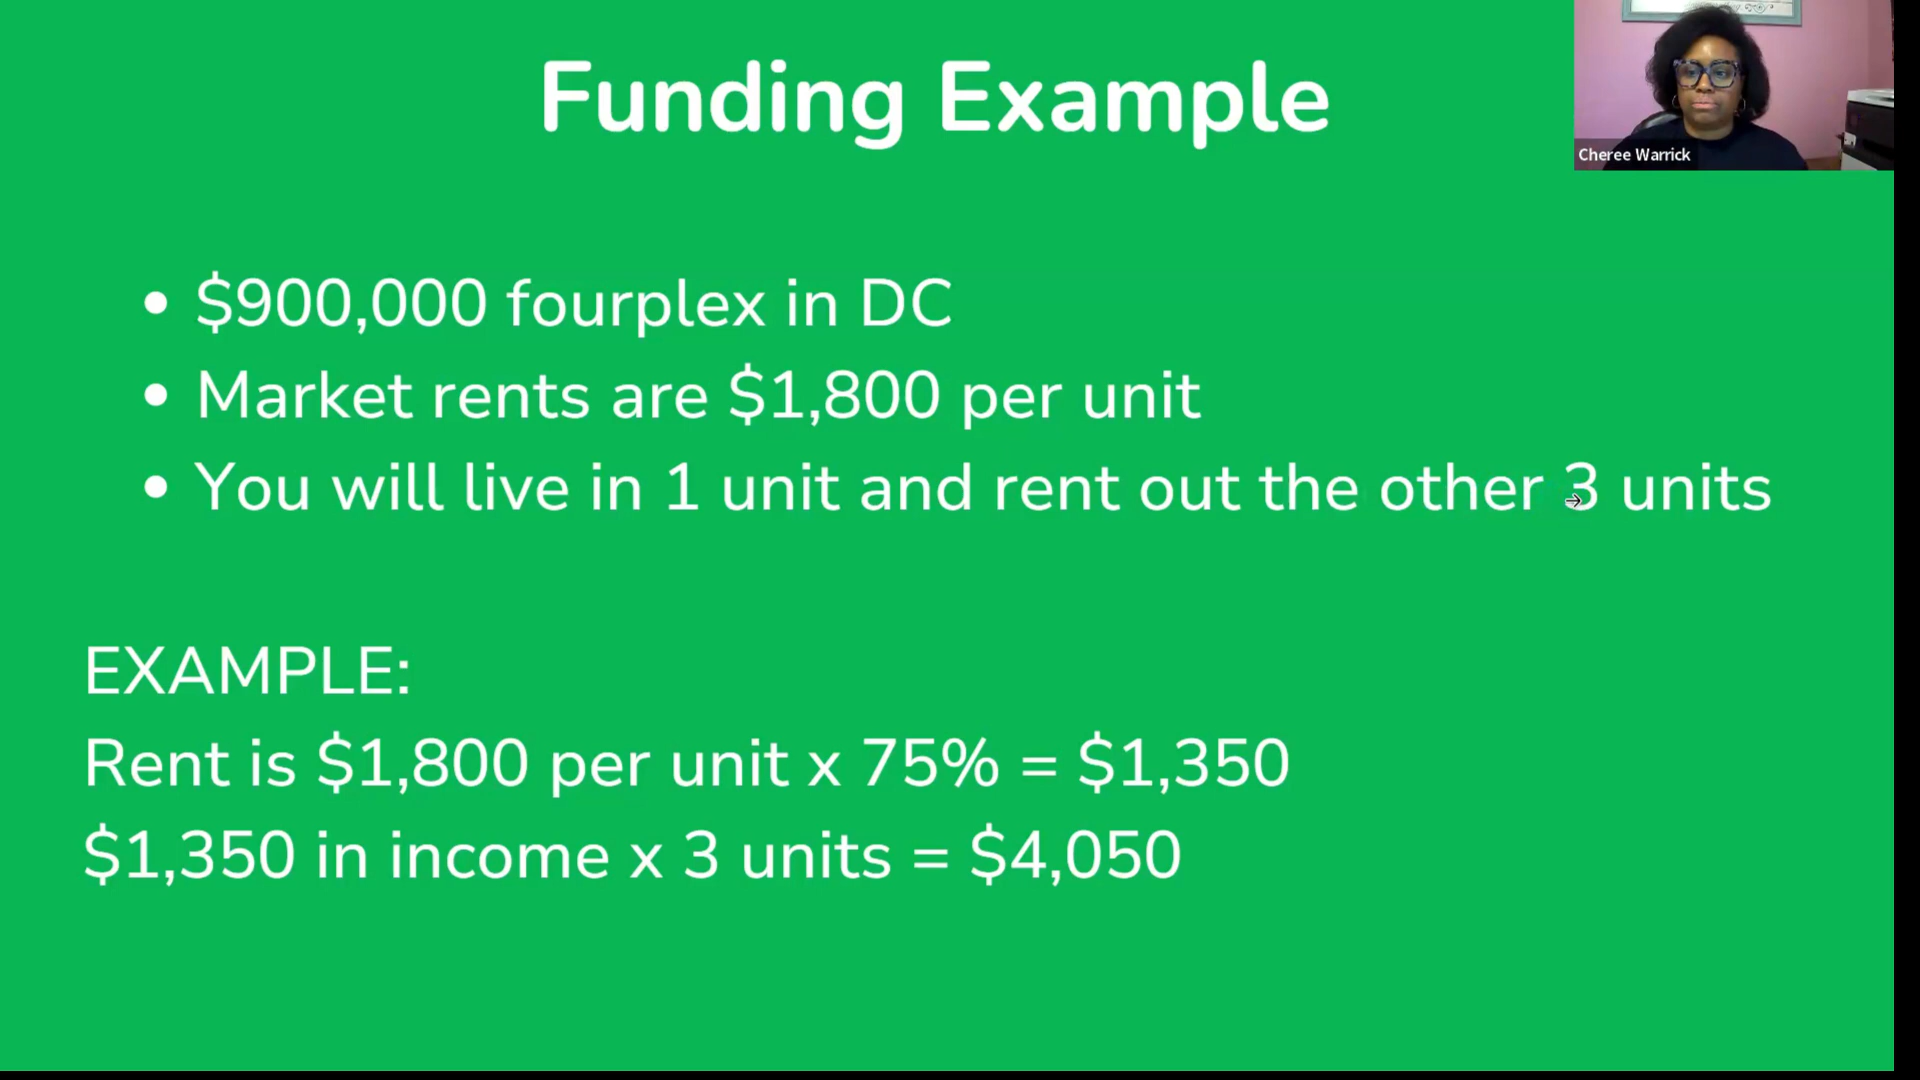 Funding Example
Cheree Warrick
• $900,000 fourplex in DC
• Market rents are $1,800 per unit
• You will live in 1 unit and rent out the other 3 units
EXAMPLE:
Rent is $1,800 per unit x 75% = $1,350
$1,350 in income x 3 units = $4,050